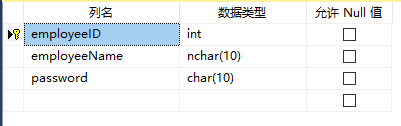 列名 数据类型 允许 Null 值
employeeID int
employeeName nchar(10)
password char(10)